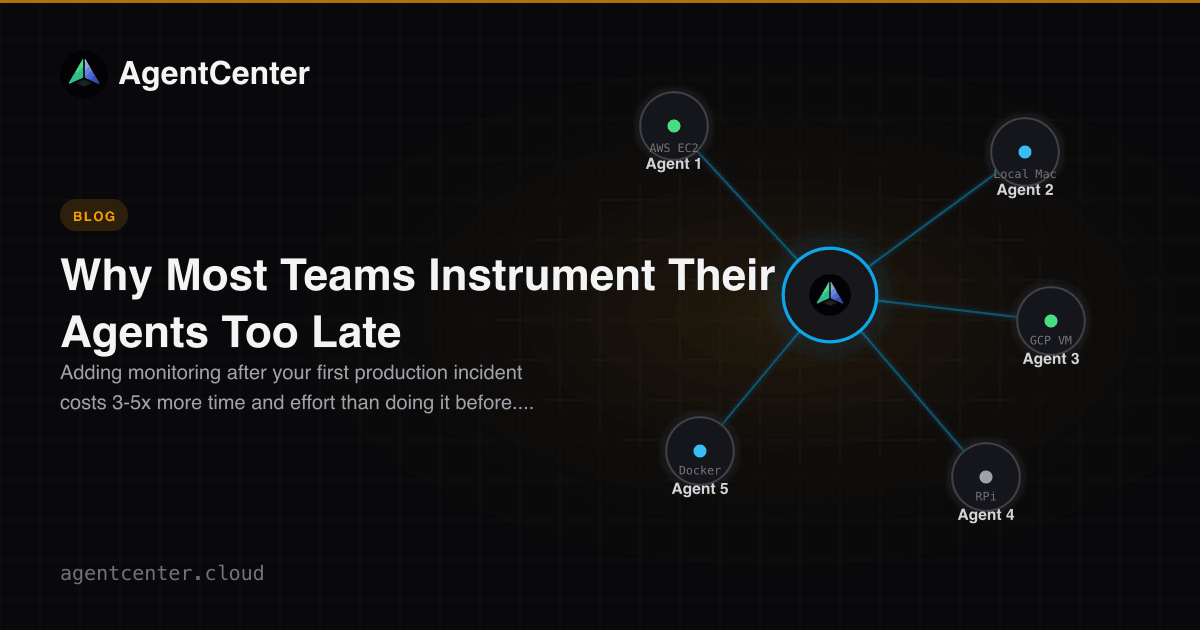 AgentCenter
BLOG
Why Most Teams Instrument Their
Agents Too Late
Adding monitoring after your first production incident
costs 3-5x more time and effort than doing it before....
agentcenter.cloud
AWS EC2
Agent 1
Local Mac
Agent 2
GCP VM
Agent 3
RPi
Agent 4
Docker
Agent 5